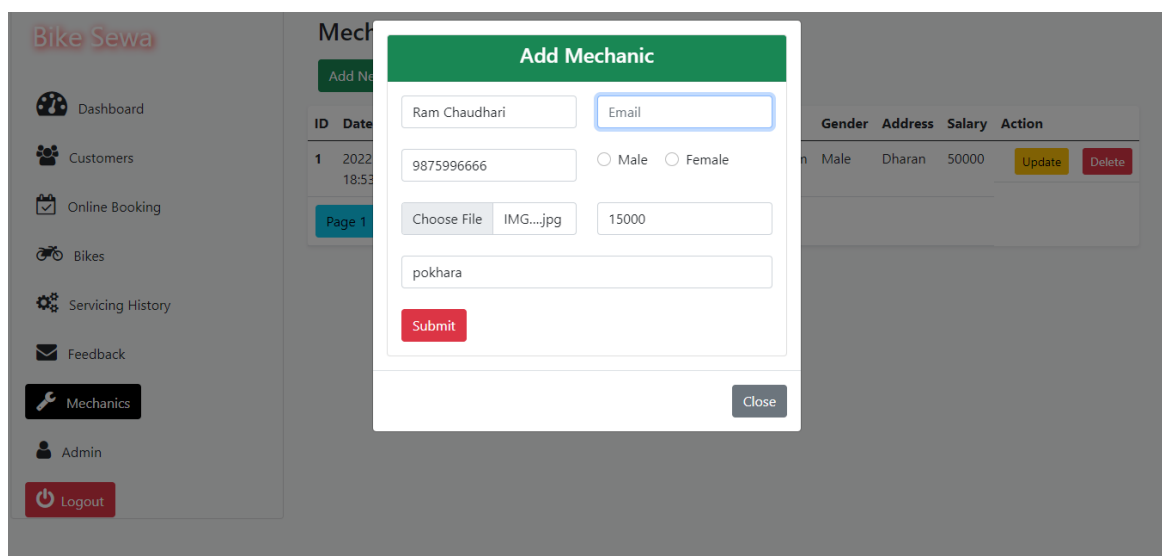 Bike Sewa
Dashboard
Customers
Online Booking
Bikes
Servicing History
Feedback
Mechanics
Admin
Logout
Mech
Add Ne
ID Date Gender Address Salary Action
1 2022 Male Dharan 50000 Update Delete
18:53
Page 1
Add Mechanic
Ram Chaudhari Email
9875996666 Male Female
Choose File IMG....jpg 15000
pokhara
Submit
Close